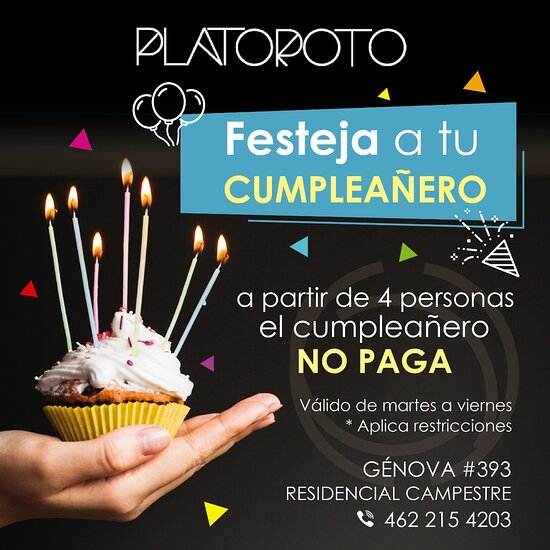 PLATOROTO
Festeja a tu
CUMPLEAÑERO
a partir de 4 personas
el cumpleañero
NO PAGA
Válido de martes a viernes
* Aplica restricciones
GÉNOVA #393
RESIDENCIAL CAMPESTRE
462 215 4203